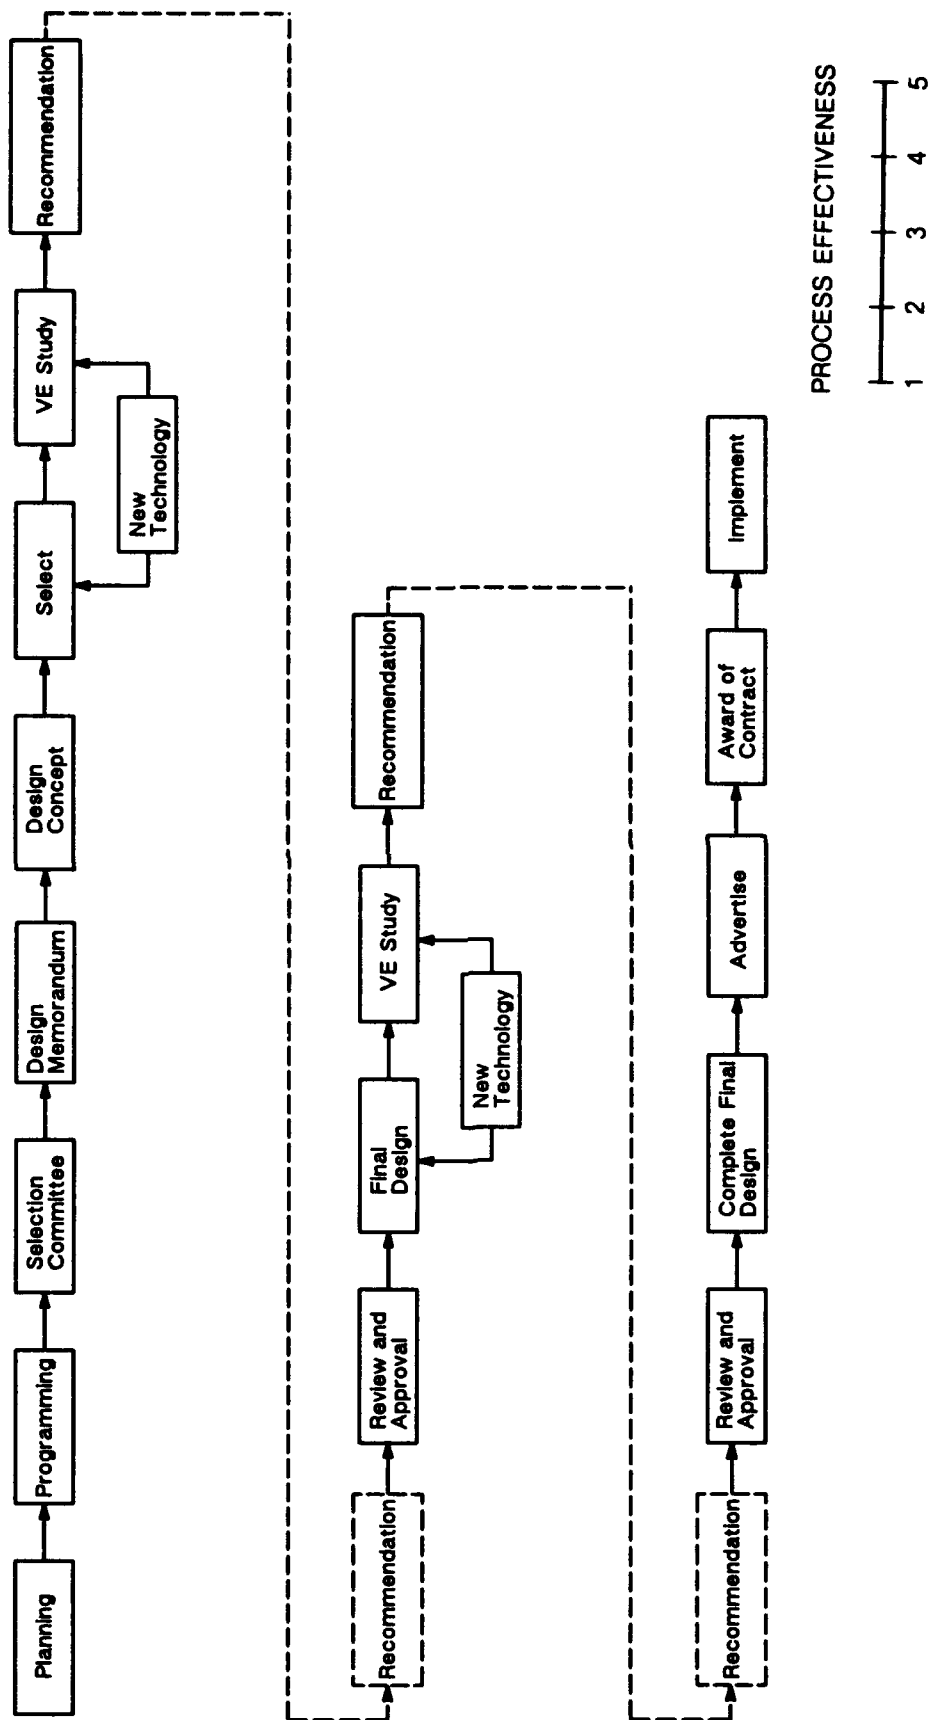 Planning
Programming
Selection
Committee
Design
Memorandum
Design
Concept
Select
VE Study
Recommendation
New
Technology
Recommendation
Review and
Approval
Final
Design
VE Study
Recommendation
New
Technology
Recommendation
Review and
Approval
Complete Final
Design
Advertise
Award of
Contract
Implement
PROCESS EFFECTIVENESS
1 2 3 4 5